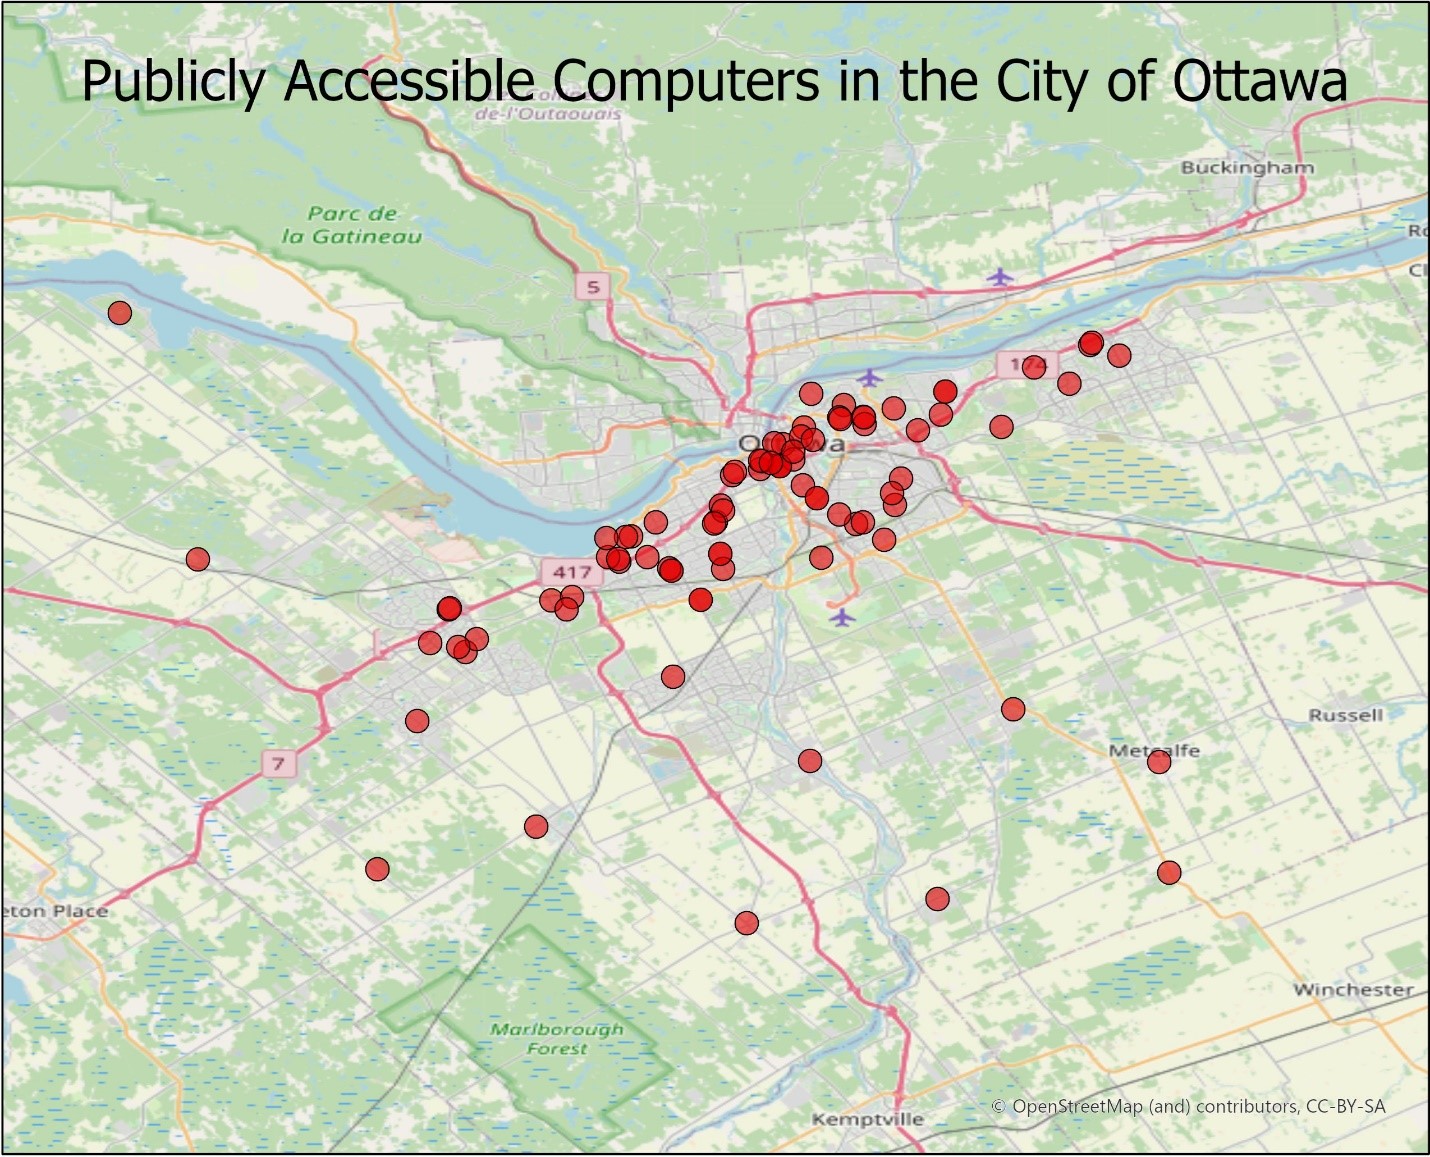 Publicly Accessible Computers in the City of Ottawa
de-l'Outaouais
Buckingham
Parc de
la Gatineau
5
174
Ottawa
417
Russell
Metcalfe
7
eton Place
Winchester
Marlborough
Forest
© OpenStreetMap (and) contributors, CC-BY-SA
Kemptville